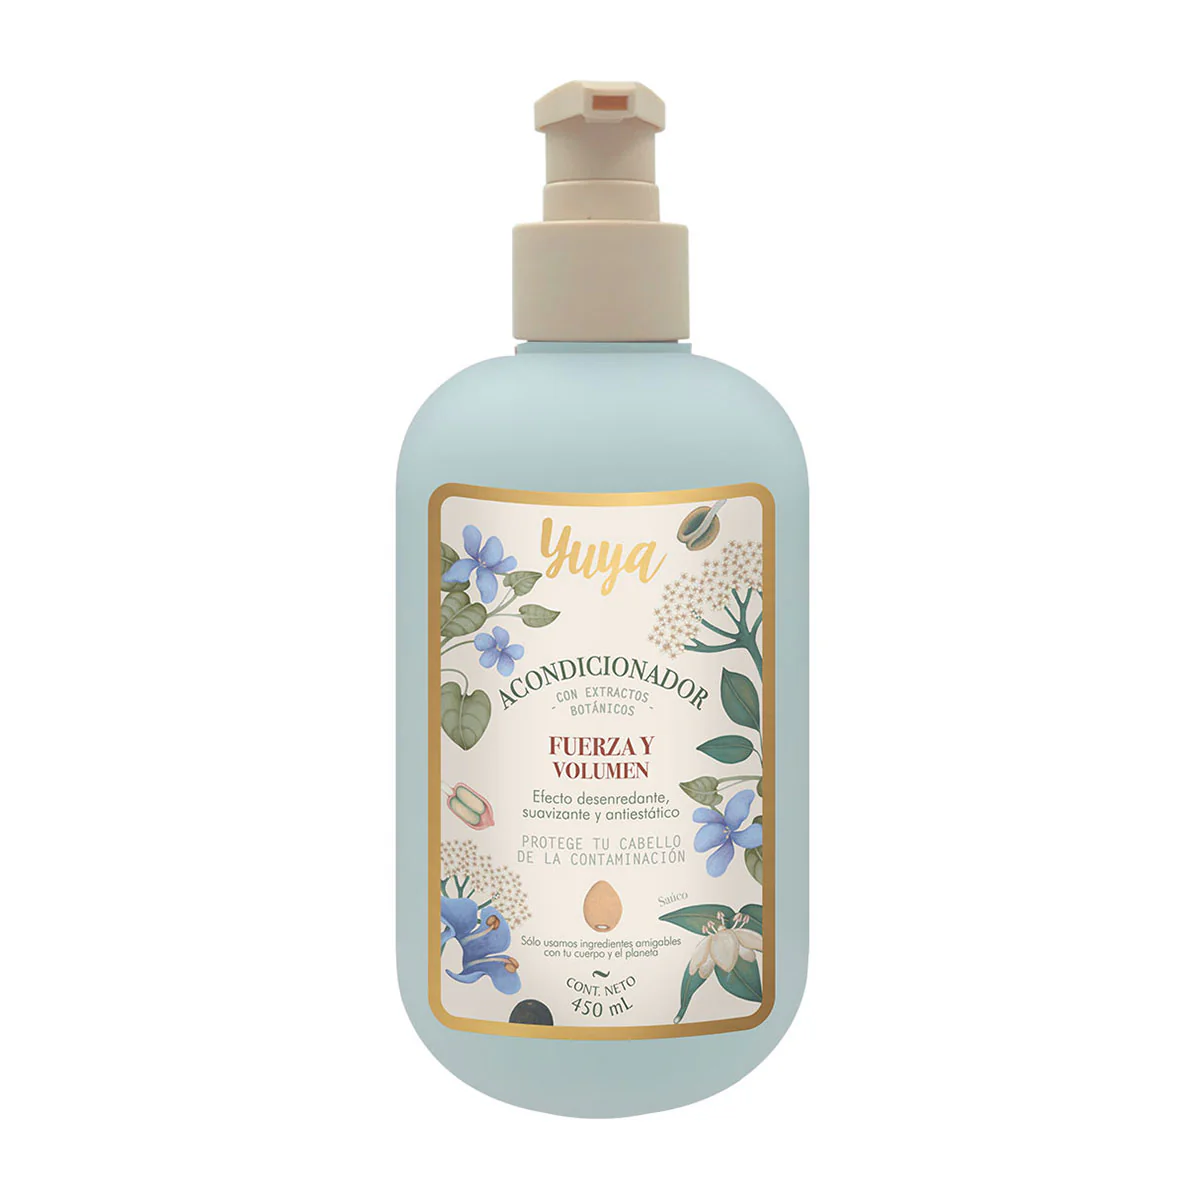 Yuya
ACONDICIONADOR
- CON EXTRACTOS
BOTÁNICOS -
FUERZA Y
VOLUMEN
Efecto desenredante,
suavizante y antiestático
PROTEGE TU CABELLO
DE LA CONTAMINACIÓN
Saúco
Sólo usamos ingredientes amigables
con tu cuerpo y el planeta
CONT. NETO
450 mL